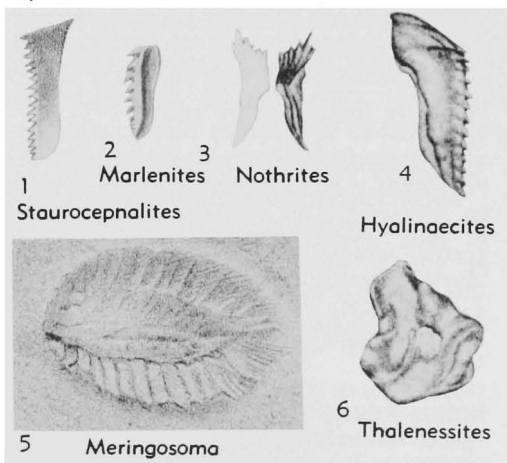 1
2
3
4
Marlenites
Nothrites
Staurocepnalites
Hyalinaecites
5
Meringosoma
6
Thalenessites